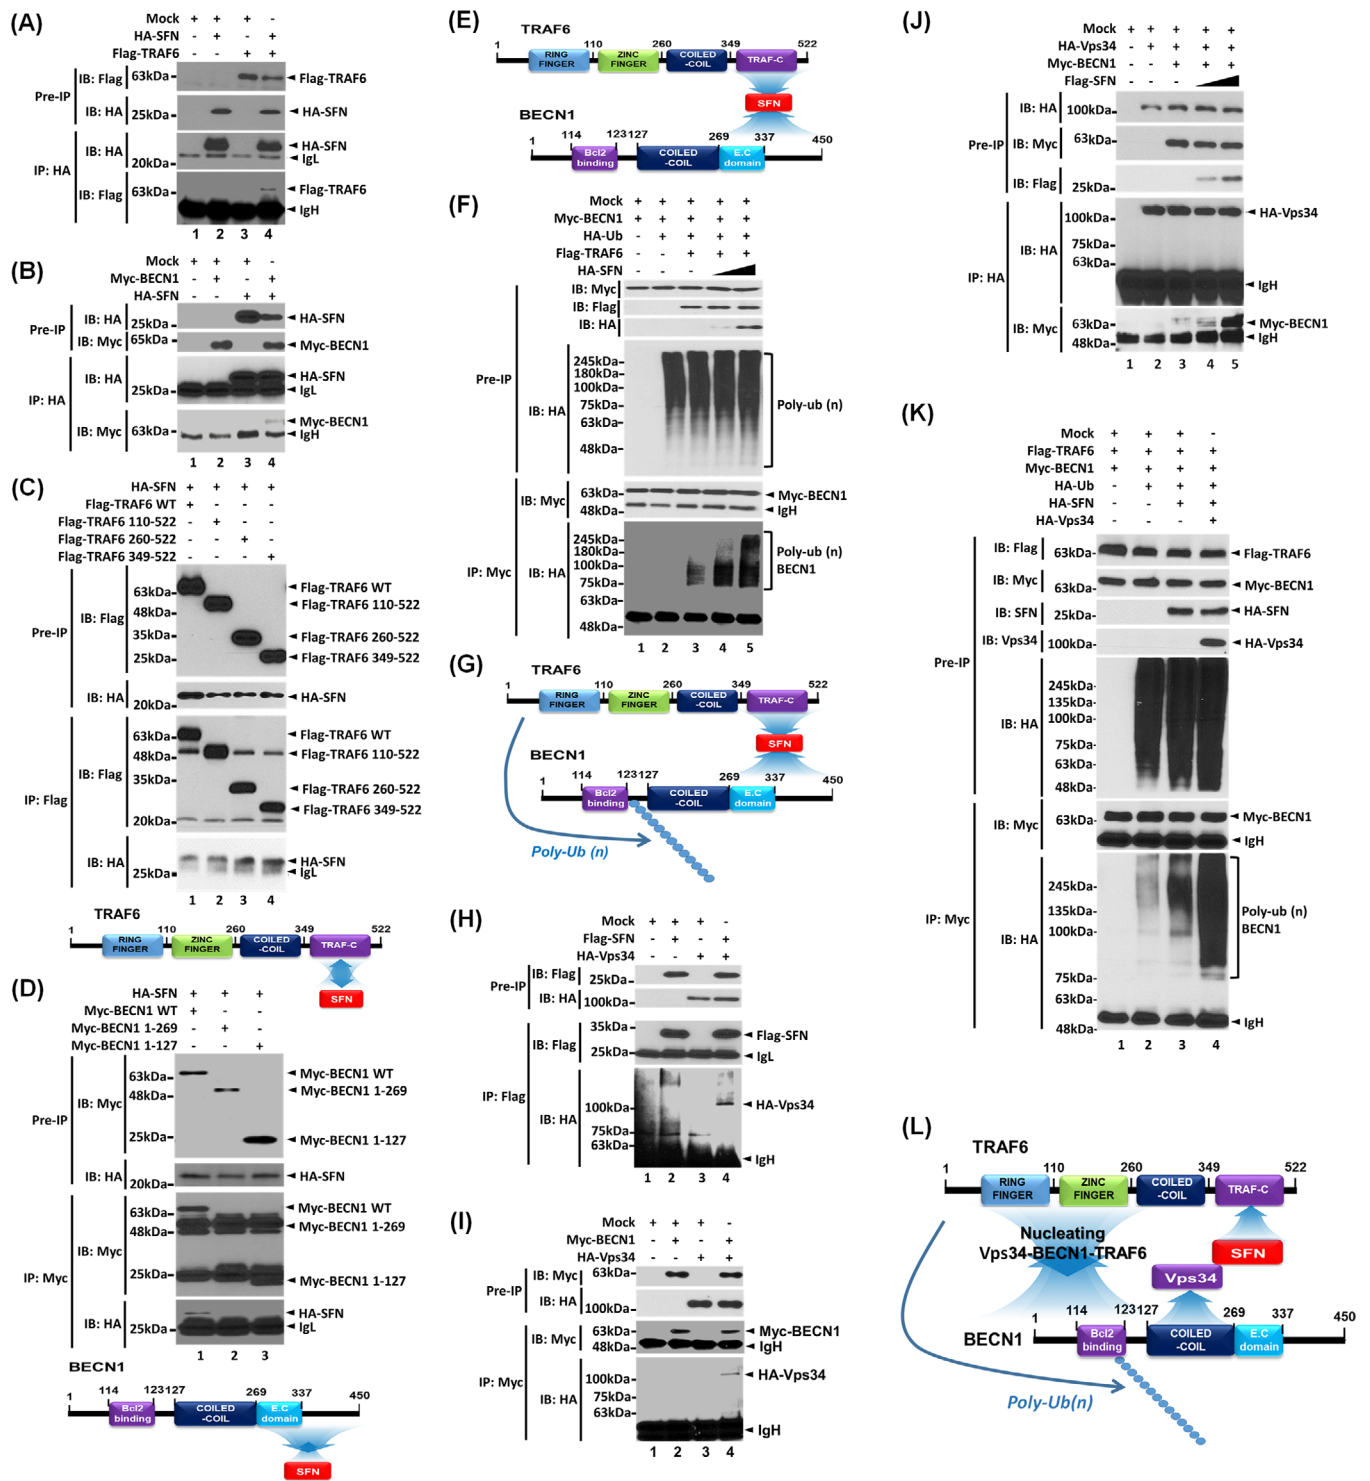 (A)
Mock + + + -
HA-SFN - + - +
Flag-TRAF6 - - + +
Pre-IP
IB: Flag
63kDa
Flag-TRAF6
IB: HA
25kDa
HA-SFN
IP: HA
IB: HA
20kDa
HA-SFN
IgL
IB: Flag
63kDa
Flag-TRAF6
IgH
1 2 3 4
(B)
Mock + + + -
Myc-BECN1 - + - +
HA-SFN - - + +
Pre-IP
IB: HA
25kDa
HA-SFN
IB: Myc
65kDa
Myc-BECN1
IP: HA
IB: HA
25kDa
HA-SFN
IgL
IB: Myc
63kDa
Myc-BECN1
IgH
1 2 3 4
(C)
HA-SFN + + + +
Flag-TRAF6 WT +
Flag-TRAF6 110-522 +
Flag-TRAF6 260-522 +
Flag-TRAF6 349-522 +
Pre-IP
IB: Flag
63kDa
48kDa
35kDa
25kDa
Flag-TRAF6 WT
Flag-TRAF6 110-522
Flag-TRAF6 260-522
Flag-TRAF6 349-522
IB: HA
20kDa
HA-SFN
IP: Flag
IB: Flag
63kDa
48kDa
35kDa
20kDa
Flag-TRAF6 WT
Flag-TRAF6 110-522
Flag-TRAF6 260-522
Flag-TRAF6 349-522
IB: HA
25kDa
HA-SFN
IgL
1 2 3 4
TRAF6
1 110 260 349 522
RING FINGER
ZINC FINGER
COILED -COIL
TRAF-C
SFN
(D)
HA-SFN + + +
Myc-BECN1 WT + - -
Myc-BECN1 1-269 - + -
Myc-BECN1 1-127 - - +
Pre-IP
IB: Myc
63kDa
48kDa
25kDa
Myc-BECN1 WT
Myc-BECN1 1-269
Myc-BECN1 1-127
IB: HA
20kDa
HA-SFN
IP: Myc
IB: Myc
63kDa
48kDa
25kDa
Myc-BECN1 WT
Myc-BECN1 1-269
Myc-BECN1 1-127
IB: HA
25kDa
HA-SFN
IgL
1 2 3
BECN1
1 114 123 127 269 337 450
Bcl2 binding
COILED -COIL
E.C domain
SFN
(E)
TRAF6
1 110 260 349 522
RING FINGER
ZINC FINGER
COILED -COIL
TRAF-C
SFN
BECN1
1 114 123 127 269 337 450
Bcl2 binding
COILED -COIL
E.C domain
(F)
Mock + + + + +
Myc-BECN1 + + + + +
HA-Ub - + + + +
Flag-TRAF6 - - + + +
HA-SFN - - -
Pre-IP
IB: Myc
IB: Flag
IB: HA
IB: HA
245kDa
180kDa
100kDa
75kDa
63kDa
48kDa
Poly-ub (n)
IP: Myc
IB: Myc
63kDa
48kDa
Myc-BECN1
IgH
IB: HA
245kDa
180kDa
100kDa
75kDa
63kDa
48kDa
Poly-ub (n)
BECN1
1 2 3 4 5
(G)
TRAF6
1 110 260 349 522
RING FINGER
ZINC FINGER
COILED -COIL
TRAF-C
SFN
BECN1
1 114 123 127 269 337 450
Bcl2 binding
COILED -COIL
E.C domain
Poly-Ub (n)
(H)
Mock + + + -
Flag-SFN - + - +
HA-Vps34 - - + +
Pre-IP
IB: Flag
25kDa
IB: HA
100kDa
IP: Flag
IB: Flag
35kDa
25kDa
Flag-SFN
IgL
IB: HA
100kDa
75kDa
63kDa
HA-Vps34
IgH
1 2 3 4
(I)
Mock + + + -
Myc-BECN1 - + - +
HA-Vps34 - - + +
Pre-IP
IB: Myc
63kDa
IB: HA
100kDa
IP: Myc
IB: Myc
63kDa
48kDa
Myc-BECN1
IgH
IB: HA
100kDa
75kDa
63kDa
HA-Vps34
IgH
1 2 3 4
(J)
Mock + + + + +
HA-Vps34 - + + + +
Myc-BECN1 - - + + +
Flag-SFN - - -
Pre-IP
IB: HA
100kDa
IB: Myc
63kDa
IB: Flag
25kDa
IP: HA
IB: HA
100kDa
75kDa
63kDa
HA-Vps34
IgH
IB: Myc
63kDa
48kDa
Myc-BECN1
IgH
1 2 3 4 5
(K)
Mock + + + -
Flag-TRAF6 + + + +
Myc-BECN1 + + + +
HA-Ub - + + +
HA-SFN - - + +
HA-Vps34 - - - +
Pre-IP
IB: Flag
63kDa
Flag-TRAF6
IB: Myc
63kDa
Myc-BECN1
IB: SFN
25kDa
HA-SFN
IB: Vps34
100kDa
HA-Vps34
IB: HA
245kDa
135kDa
100kDa
75kDa
63kDa
48kDa
IP: Myc
IB: Myc
63kDa
Myc-BECN1
IgH
IB: HA
245kDa
135kDa
100kDa
75kDa
63kDa
48kDa
Poly-ub (n)
BECN1
IgH
1 2 3 4
(L)
TRAF6
1 110 260 349 522
RING FINGER
ZINC FINGER
COILED -COIL
TRAF-C
Nucleating
Vps34-BECN1-TRAF6
SFN
Vps34
BECN1
1 114 123 127 269 337 450
Bcl2 binding
COILED -COIL
E.C domain
Poly-Ub(n)